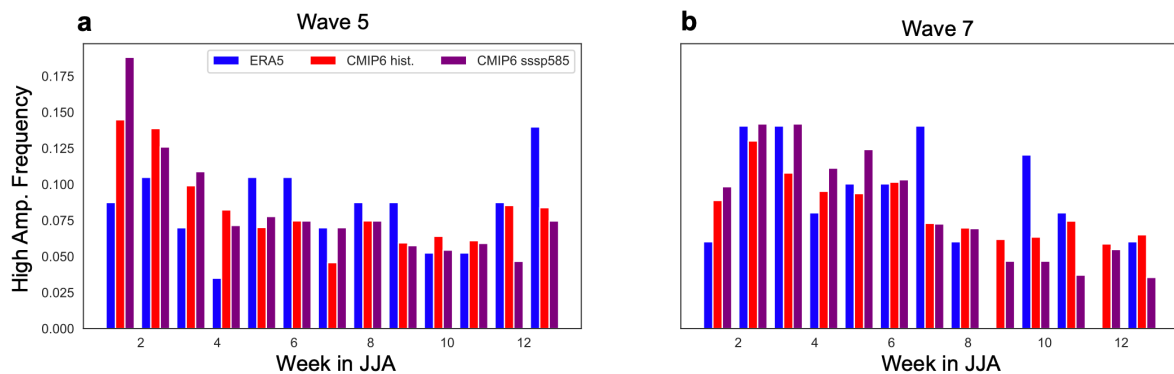 a
Wave 5
b
Wave 7
ERA5
CMIP6 hist.
CMIP6 sssp585
High Amp. Frequency
0.175
0.150
0.125
0.100
0.075
0.050
0.025
0.000
2 4 6 8 10 12
2 4 6 8 10 12
Week in JJA
Week in JJA